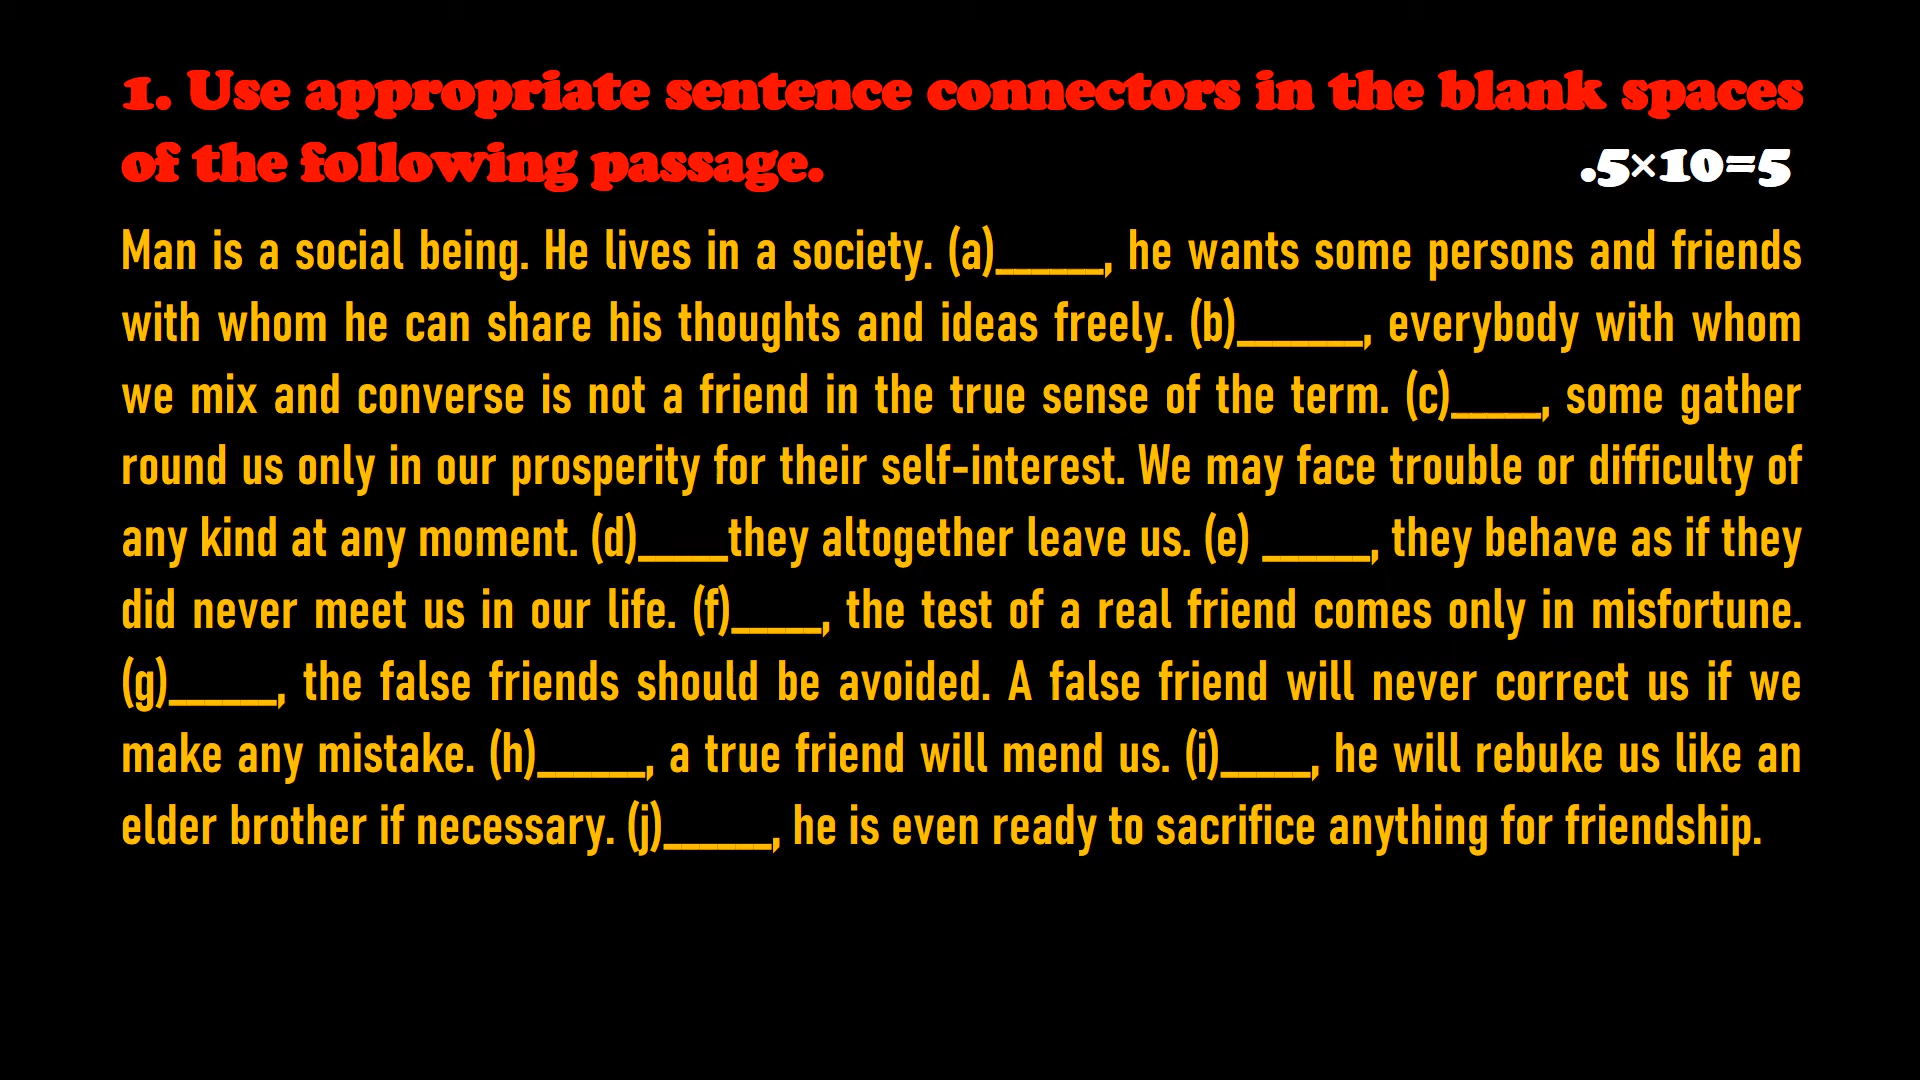 1. Use appropriate sentence connectors in the blank spaces
of the following passage. .5×10=5
Man is a social being. He lives in a society. (a)______, he wants some persons and friends
with whom he can share his thoughts and ideas freely. (b)_______, everybody with whom
we mix and converse is not a friend in the true sense of the term. (c)_____, some gather
round us only in our prosperity for their self-interest. We may face trouble or difficulty of
any kind at any moment. (d)_____they altogether leave us. (e) ______, they behave as if they
did never meet us in our life. (f)_____, the test of a real friend comes only in misfortune.
(g)______, the false friends should be avoided. A false friend will never correct us if we
make any mistake. (h)______, a true friend will mend us. (i)_____, he will rebuke us like an
elder brother if necessary. (j)______, he is even ready to sacrifice anything for friendship.